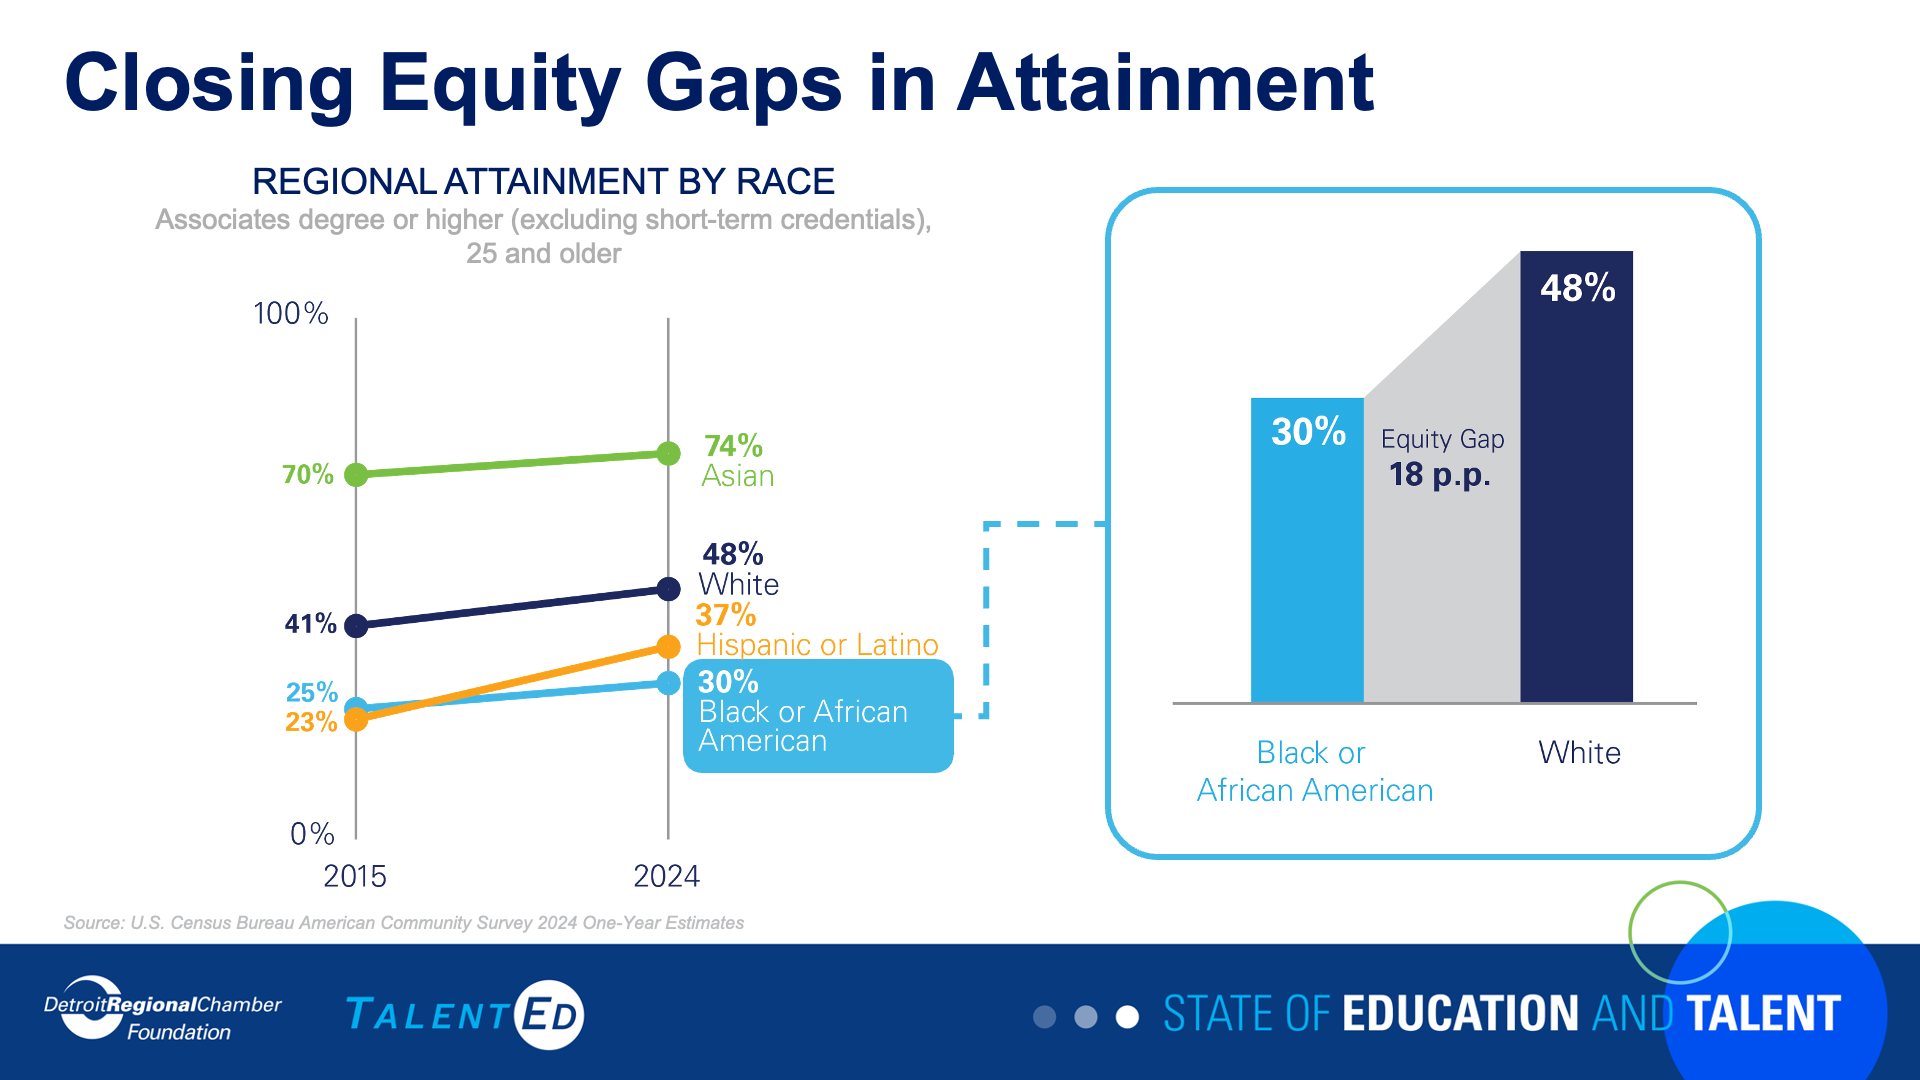 Closing Equity Gaps in Attainment
REGIONAL ATTAINMENT BY RACE
Associates degree or higher (excluding short-term credentials),
25 and older
100%
70%
41%
25%
23%
0%
2015
2024
74%
Asian
48%
White
37%
Hispanic or Latino
30%
Black or African
American
30%
Equity Gap
18 p.p.
48%
Black or
African American
White
Source: U.S. Census Bureau American Community Survey 2024 One-Year Estimates
DetroitRegionalChamber
Foundation
TALENTED
STATE OF EDUCATION AND TALENT